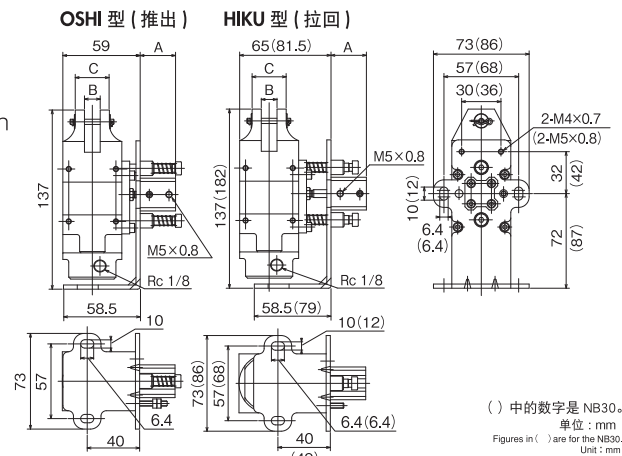 OSHI 型 ( 推出 )
HIKU 型 ( 拉回 )
59
A
C
B
137
M5×0.8
Rc 1/8
58.5
65(81.5)
A
C
B
137(182)
M5×0.8
Rc 1/8
58.5(79)
73(86)
57(68)
30(36)
2-M4×0.7
(2-M5×0.8)
32
(42)
10(12)
6.4
(6.4)
72
(87)
10
73
57
6.4
40
10(12)
73(86)
57(68)
6.4(6.4)
40
( ) 中的数字是 NB30。
单位 : mm
Figures in ( ) are for the NB30.
Unit : mm